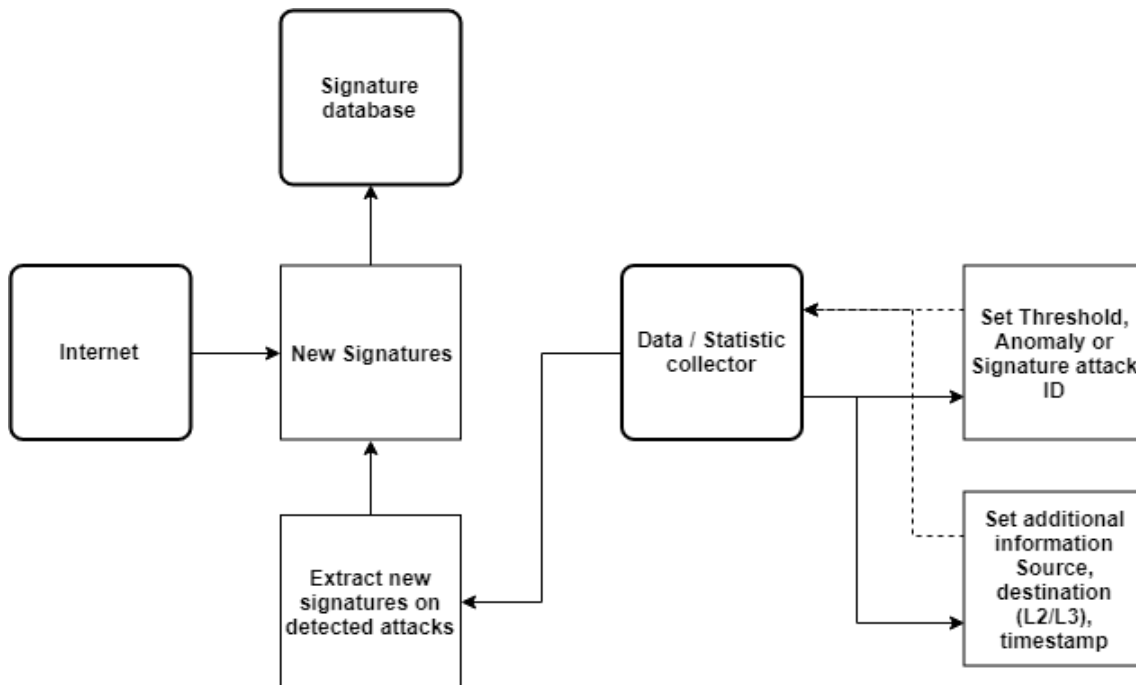 Signature
database
Internet
New Signatures
Data / Statistic
collector
Set Threshold,
Anomaly or
Signature attack
ID
Extract new
signatures on
detected attacks
Set additional
information
Source,
destination
(L2/L3),
timestamp